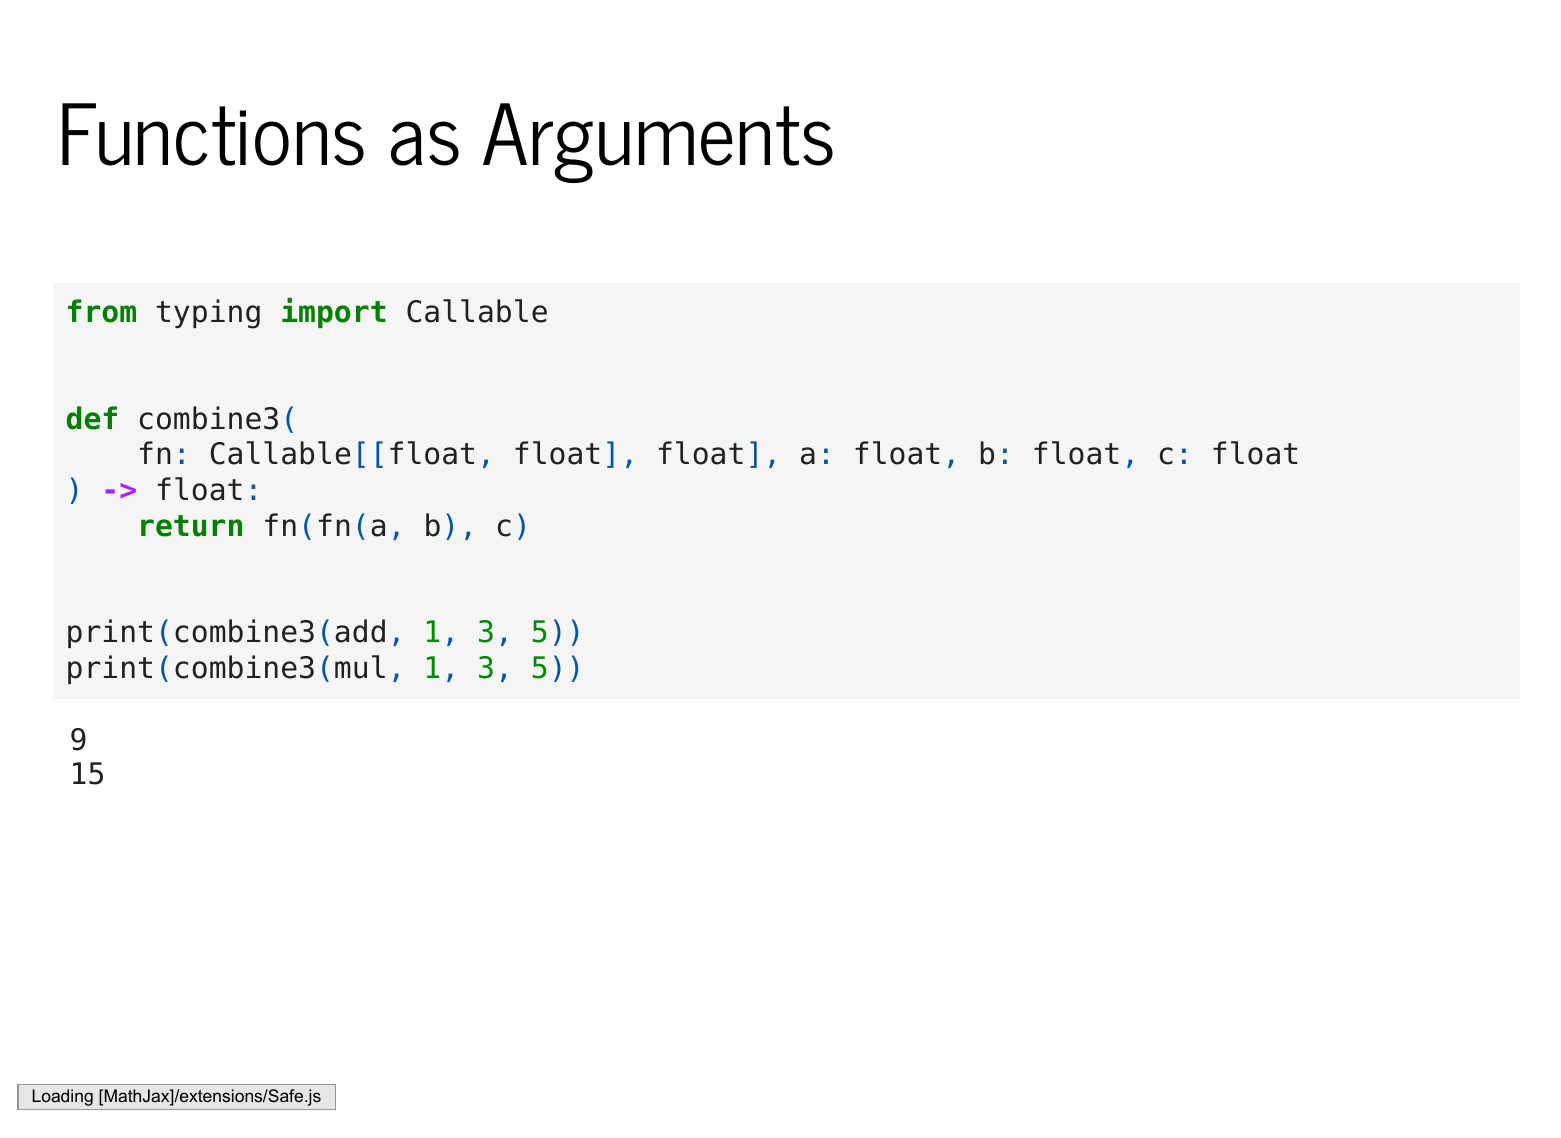 Functions as Arguments
from typing import Callable
def combine3(
    fn: Callable[[float, float], float], a: float, b: float, c: float
) -> float:
    return fn(fn(a, b), c)
print(combine3(add, 1, 3, 5))
print(combine3(mul, 1, 3, 5))
9
15
Loading [MathJax]/extensions/Safe.js